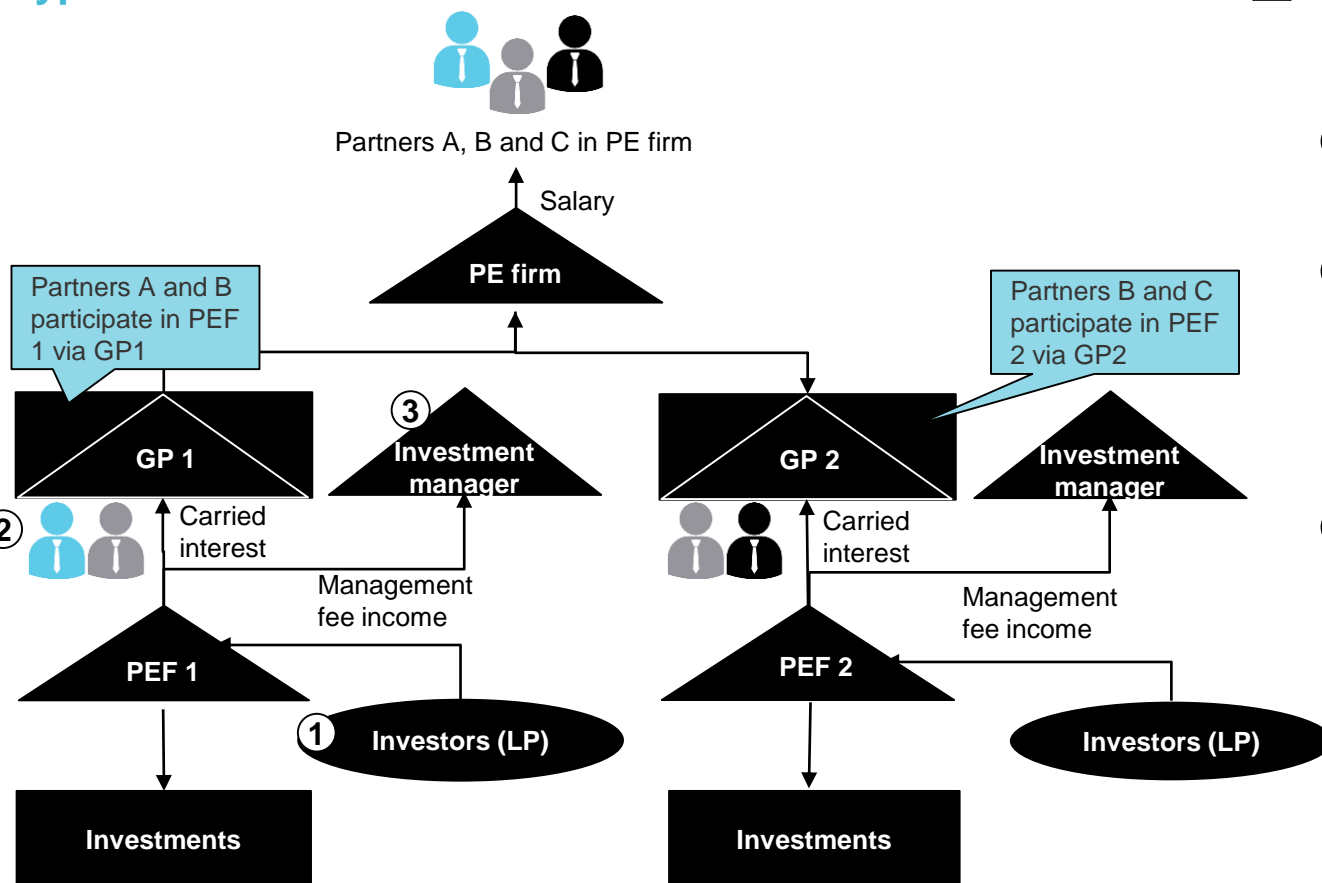 Partners A, B and C in PE firm
Salary
PE firm
Partners A and B
participate in PEF
1 via GP1
Partners B and C
participate in PEF
2 via GP2
3
GP 1
Investment
manager
GP 2
Investment
manager
2
Carried
interest
Carried
interest
Management
fee income
Management
fee income
PEF 1
PEF 2
1
Investors (LP)
Investors (LP)
Investments
Investments